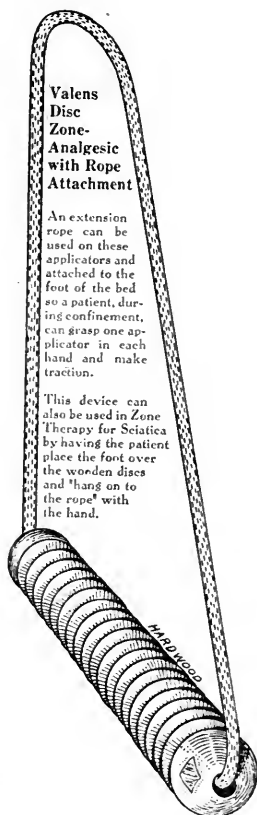 Valens
Disc
Zone-
Analgesic
with Rope
Attachment
An extension
rope can be
used on these
applicators and
attached to the
foot of the bed
so a patient, dur-
ing confinement,
can grasp one ap-
plicator in each
hand and make
traction.
This device can
also be used in Zone
Therapy for Sciatica
by having the patient
place the foot over
the wooden discs
and "hang on to
the rope" with
the hand.
HARDWOOD